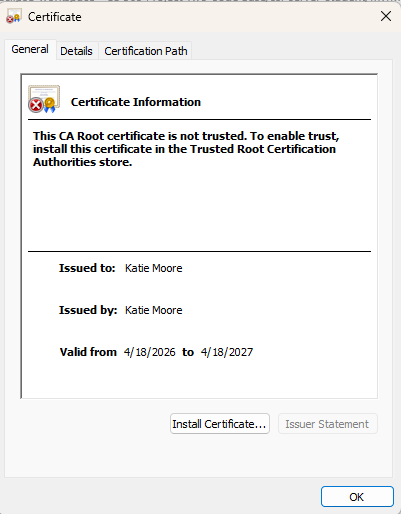 Certificate
General
Details
Certification Path
Certificate Information
This CA Root certificate is not trusted. To enable trust,
install this certificate in the Trusted Root Certification
Authorities store.
Issued to: Katie Moore
Issued by: Katie Moore
Valid from 4/18/2026 to 4/18/2027
Install Certificate...
Issuer Statement
OK